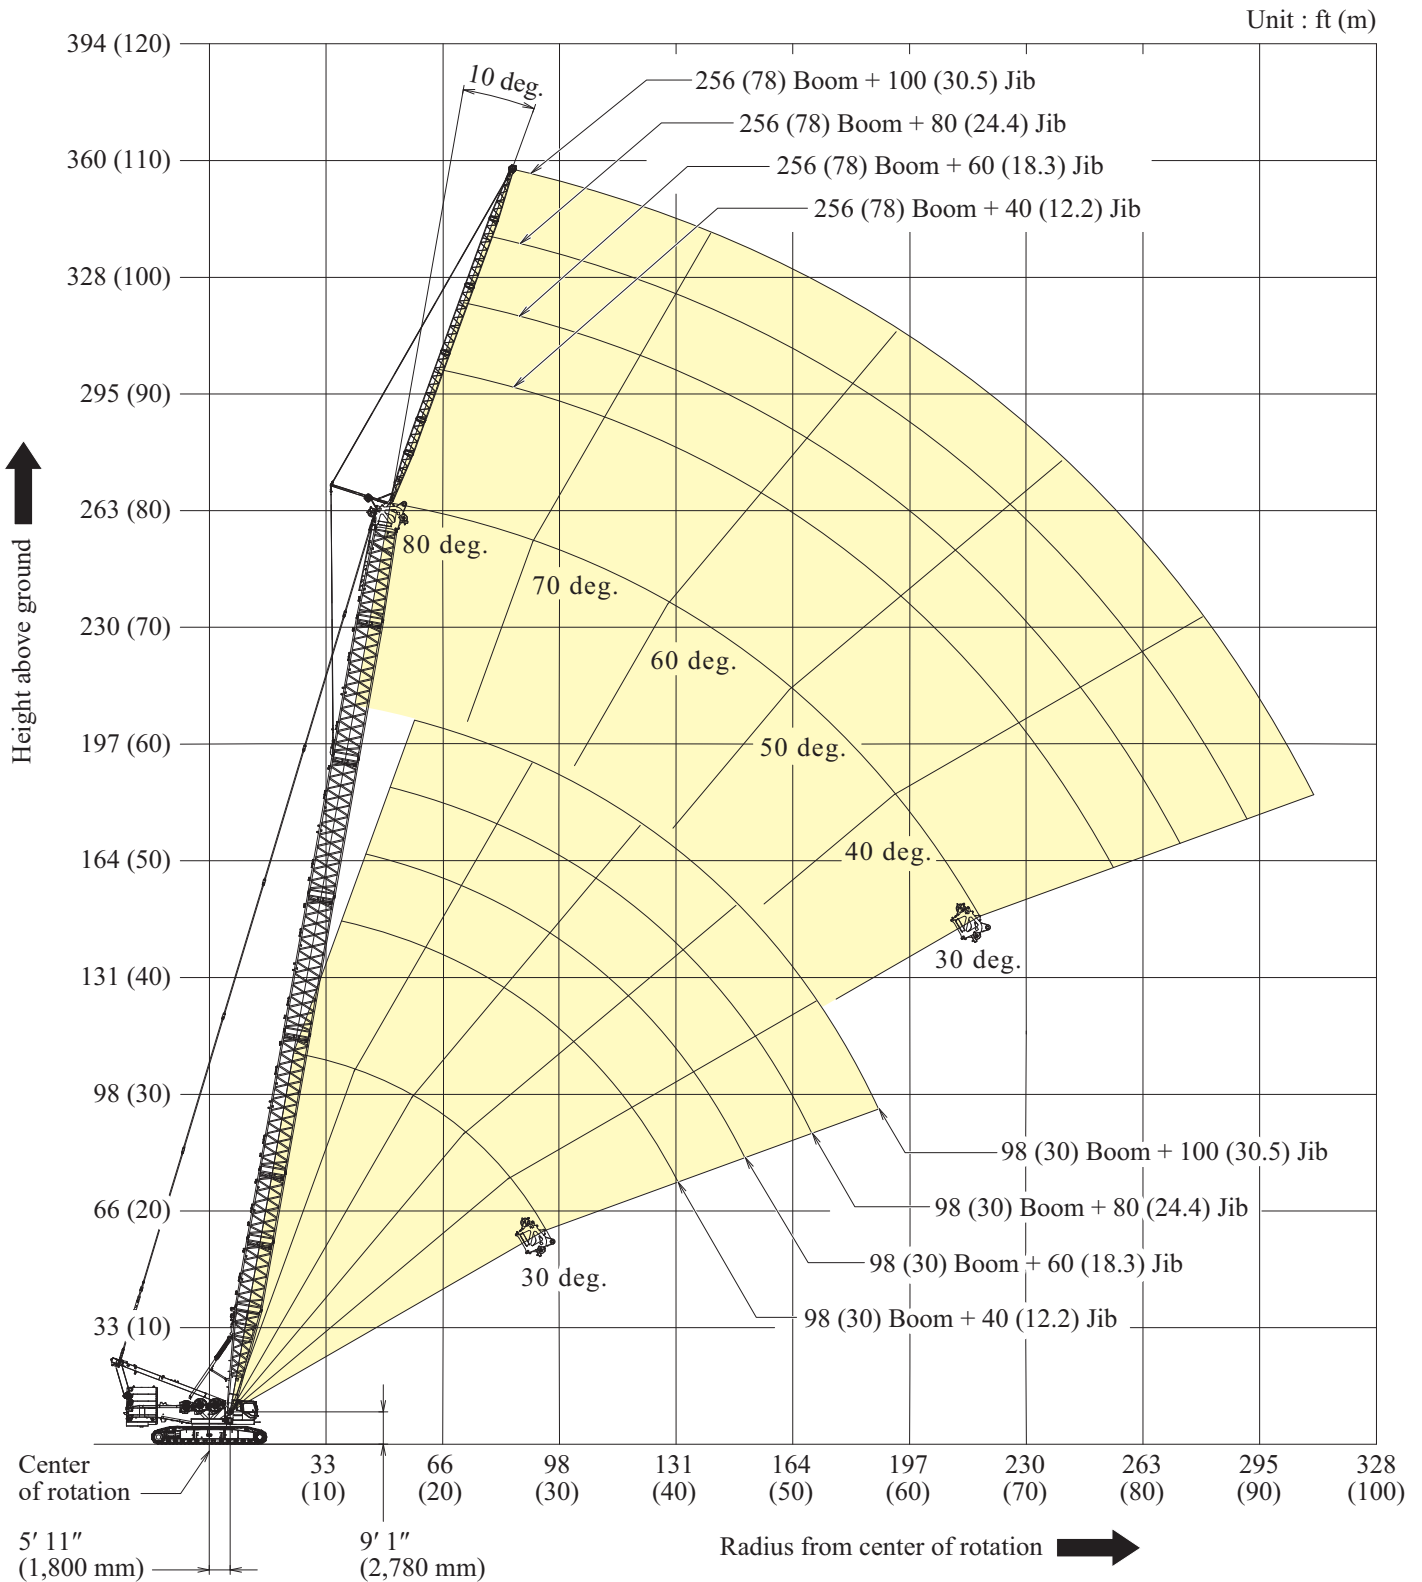 Unit : ft (m)
394 (120)
10 deg.
256 (78) Boom + 100 (30.5) Jib
256 (78) Boom + 80 (24.4) Jib
360 (110)
256 (78) Boom + 60 (18.3) Jib
256 (78) Boom + 40 (12.2) Jib
328 (100)
295 (90)
263 (80)
80 deg.
70 deg.
230 (70)
60 deg.
Height above ground
197 (60)
50 deg.
164 (50)
40 deg.
30 deg.
131 (40)
98 (30)
98 (30) Boom + 100 (30.5) Jib
66 (20)
98 (30) Boom + 80 (24.4) Jib
98 (30) Boom + 60 (18.3) Jib
30 deg.
33 (10)
98 (30) Boom + 40 (12.2) Jib
Center
of rotation
33 66 98 131 164 197 230 263 295 328
(10) (20) (30) (40) (50) (60) (70) (80) (90) (100)
5′ 11″
(1,800 mm)
9′ 1″
(2,780 mm)
Radius from center of rotation